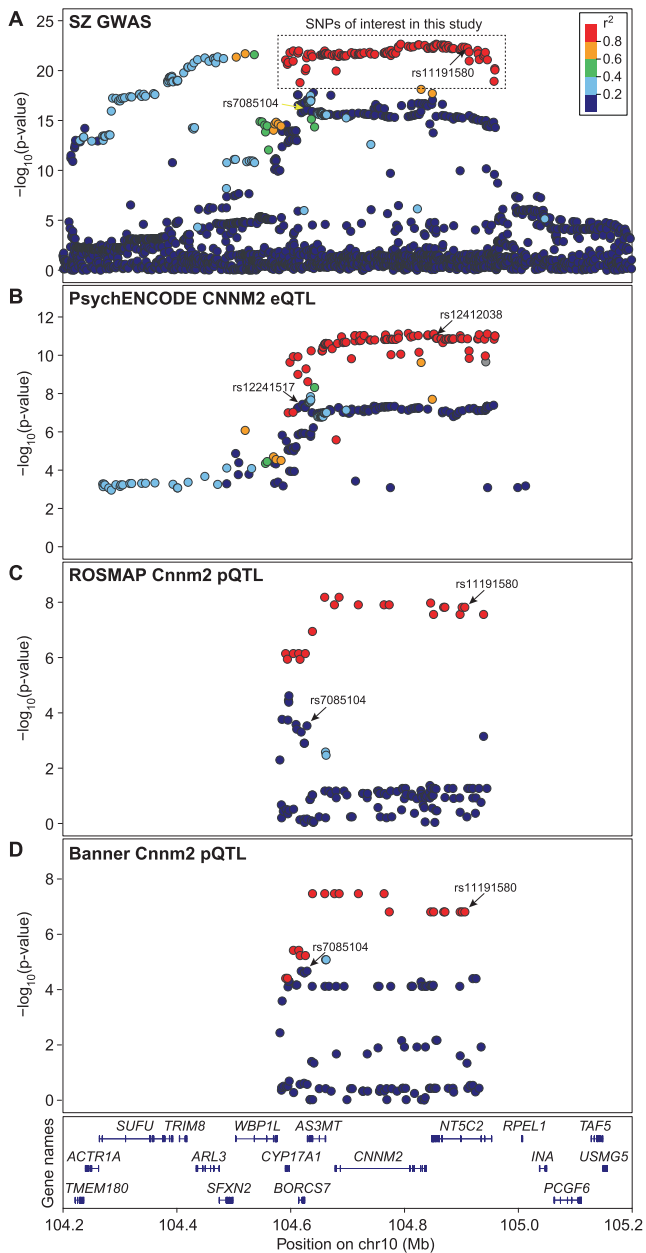 A
SZ GWAS
SNPs of interest in this study
r²
0.8
0.6
0.4
0.2
rs11191580
rs7085104
25
20
15
10
5
0
−log₁₀(p-value)
B
PsychENCODE CNNM2 eQTL
rs12412038
rs12241517
12
10
8
6
4
2
0
−log₁₀(p-value)
C
ROSMAP Cnnm2 pQTL
rs11191580
rs7085104
8
6
4
2
0
−log₁₀(p-value)
D
Banner Cnnm2 pQTL
rs11191580
rs7085104
8
6
4
2
0
−log₁₀(p-value)
Gene names
SUFU TRIM8 WBP1L AS3MT NT5C2 RPEL1 TAF5
ACTR1A ARL3 CYP17A1 CNNM2 INA USMG5
TMEM180 SFXN2 BORCS7 PCGF6
104.2 104.4 104.6 104.8 105.0 105.2
Position on chr10 (Mb)